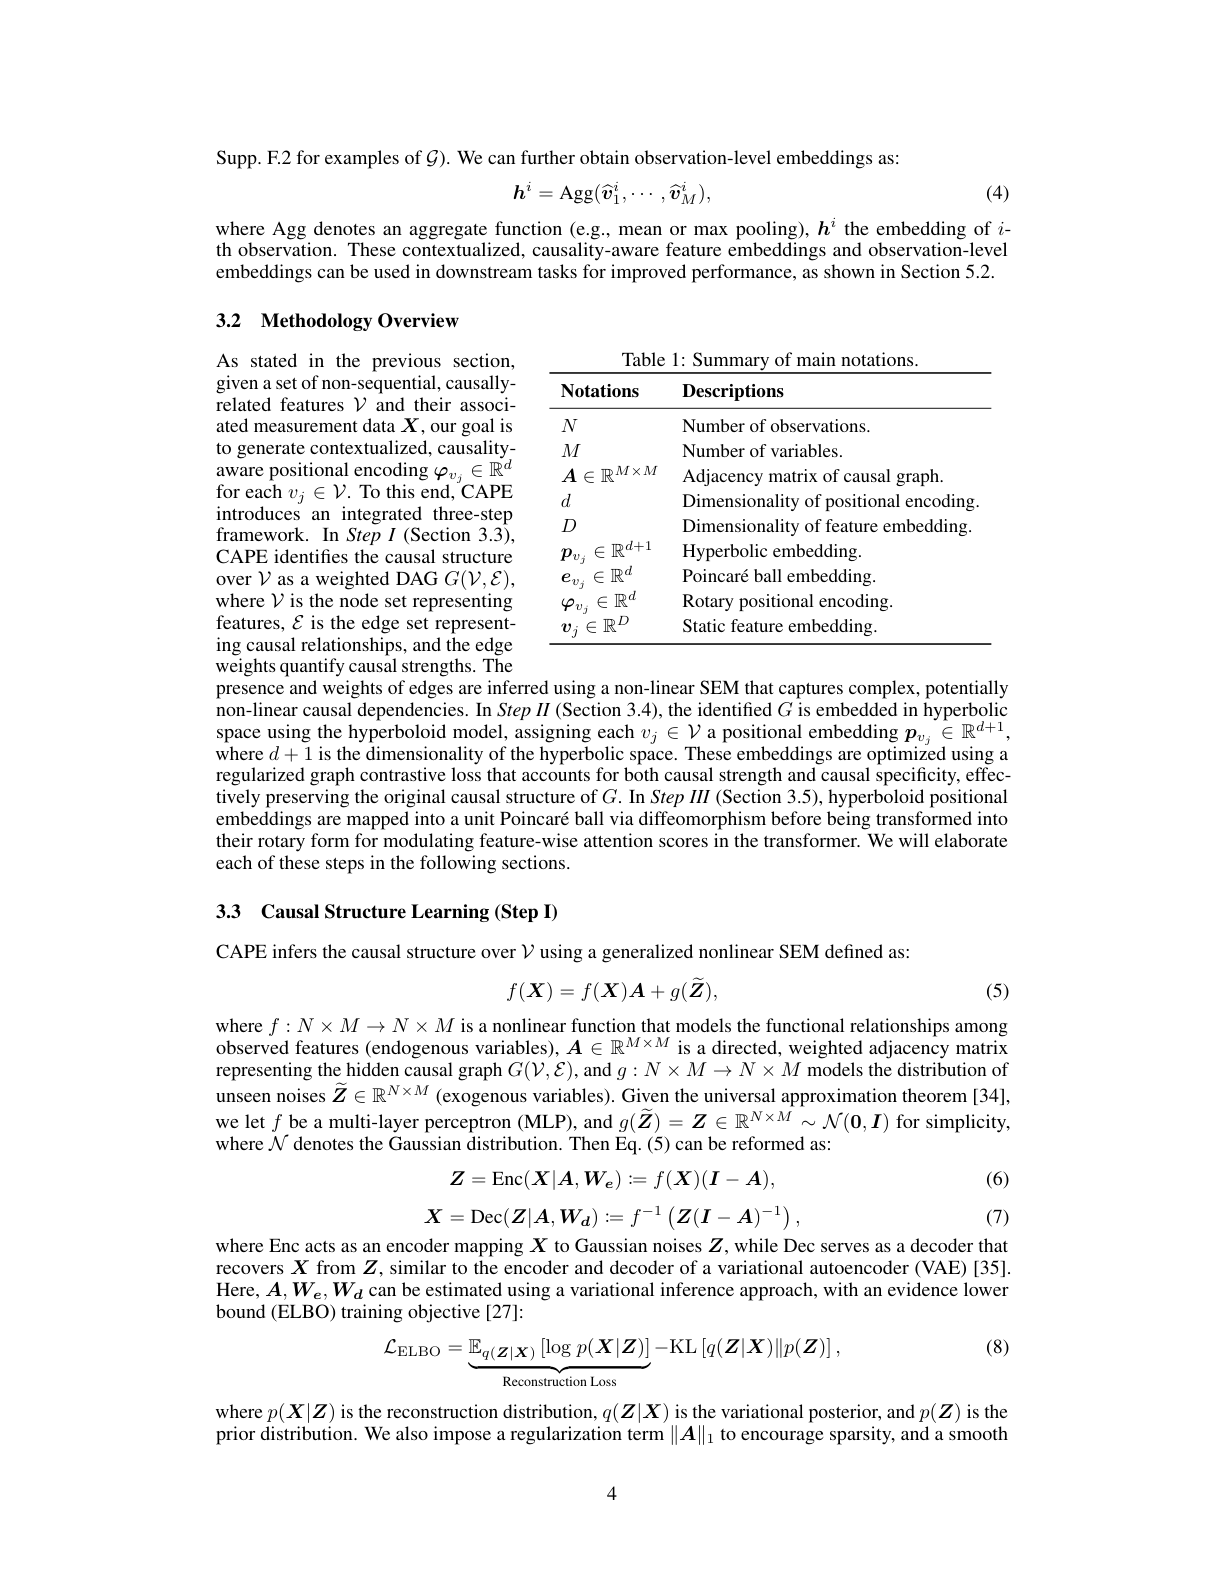 Supp. F.2 for examples of 𝒢). We can further obtain observation-level embeddings as:
h^i = Agg(v̂_1^i, ⋯ , v̂_M^i), (4)
where Agg denotes an aggregate function (e.g., mean or max pooling), h^i the embedding of i-
th observation. These contextualized, causality-aware feature embeddings and observation-level
embeddings can be used in downstream tasks for improved performance, as shown in Section 5.2.
3.2 Methodology Overview
As stated in the previous section,
given a set of non-sequential, causally-
related features 𝒱 and their associ-
ated measurement data X, our goal is
to generate contextualized, causality-
aware positional encoding φ_{v_j} ∈ ℝ^d
for each v_j ∈ 𝒱. To this end, CAPE
introduces an integrated three-step
framework. In Step I (Section 3.3),
CAPE identifies the causal structure
over 𝒱 as a weighted DAG G(𝒱, ℰ),
where 𝒱 is the node set representing
features, ℰ is the edge set represent-
ing causal relationships, and the edge
weights quantify causal strengths. The
Table 1: Summary of main notations.
Notations Descriptions
N Number of observations.
M Number of variables.
A ∈ ℝ^{M×M} Adjacency matrix of causal graph.
d Dimensionality of positional encoding.
D Dimensionality of feature embedding.
p_{v_j} ∈ ℝ^{d+1} Hyperbolic embedding.
e_{v_j} ∈ ℝ^d Poincaré ball embedding.
φ_{v_j} ∈ ℝ^d Rotary positional encoding.
v_j ∈ ℝ^D Static feature embedding.
presence and weights of edges are inferred using a non-linear SEM that captures complex, potentially
non-linear causal dependencies. In Step II (Section 3.4), the identified G is embedded in hyperbolic
space using the hyperboloid model, assigning each v_j ∈ 𝒱 a positional embedding p_{v_j} ∈ ℝ^{d+1},
where d + 1 is the dimensionality of the hyperbolic space. These embeddings are optimized using a
regularized graph contrastive loss that accounts for both causal strength and causal specificity, effec-
tively preserving the original causal structure of G. In Step III (Section 3.5), hyperboloid positional
embeddings are mapped into a unit Poincaré ball via diffeomorphism before being transformed into
their rotary form for modulating feature-wise attention scores in the transformer. We will elaborate
each of these steps in the following sections.
3.3 Causal Structure Learning (Step I)
CAPE infers the causal structure over 𝒱 using a generalized nonlinear SEM defined as:
f(X) = f(X)A + g(Z̃), (5)
where f : N × M → N × M is a nonlinear function that models the functional relationships among
observed features (endogenous variables), A ∈ ℝ^{M×M} is a directed, weighted adjacency matrix
representing the hidden causal graph G(𝒱, ℰ), and g : N × M → N × M models the distribution of
unseen noises Z̃ ∈ ℝ^{N×M} (exogenous variables). Given the universal approximation theorem [34],
we let f be a multi-layer perceptron (MLP), and g(Z̃) = Z ∈ ℝ^{N×M} ∼ 𝒩(0, I) for simplicity,
where 𝒩 denotes the Gaussian distribution. Then Eq. (5) can be reformed as:
Z = Enc(X|A, W_e) := f(X)(I − A), (6)
X = Dec(Z|A, W_d) := f^{−1} (Z(I − A)^{−1}) , (7)
where Enc acts as an encoder mapping X to Gaussian noises Z, while Dec serves as a decoder that
recovers X from Z, similar to the encoder and decoder of a variational autoencoder (VAE) [35].
Here, A, W_e, W_d can be estimated using a variational inference approach, with an evidence lower
bound (ELBO) training objective [27]:
ℒ_ELBO = 𝔼_{q(Z|X)} [log p(X|Z)] −KL [q(Z|X)∥p(Z)] , (8)
Reconstruction Loss
where p(X|Z) is the reconstruction distribution, q(Z|X) is the variational posterior, and p(Z) is the
prior distribution. We also impose a regularization term ∥A∥_1 to encourage sparsity, and a smooth
4